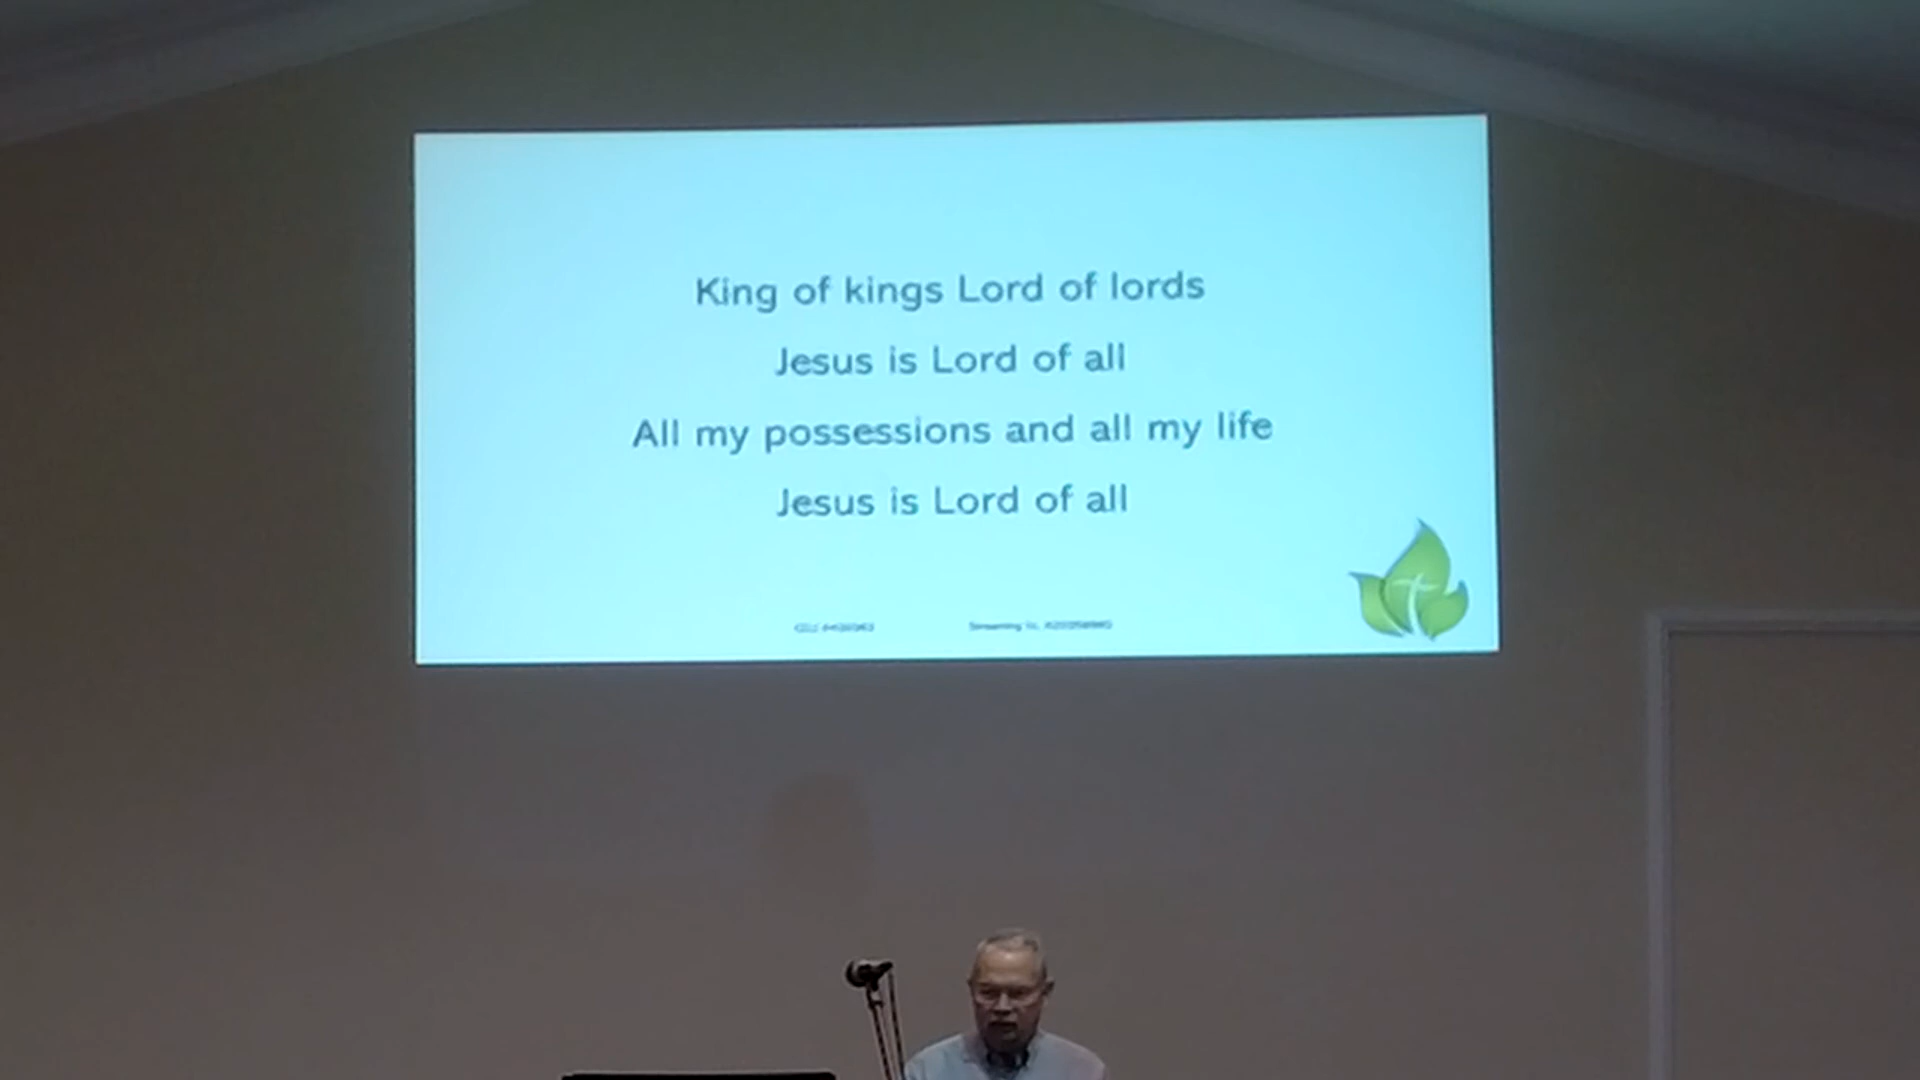 King of kings Lord of lords
Jesus is Lord of all
All my possessions and all my life
Jesus is Lord of all